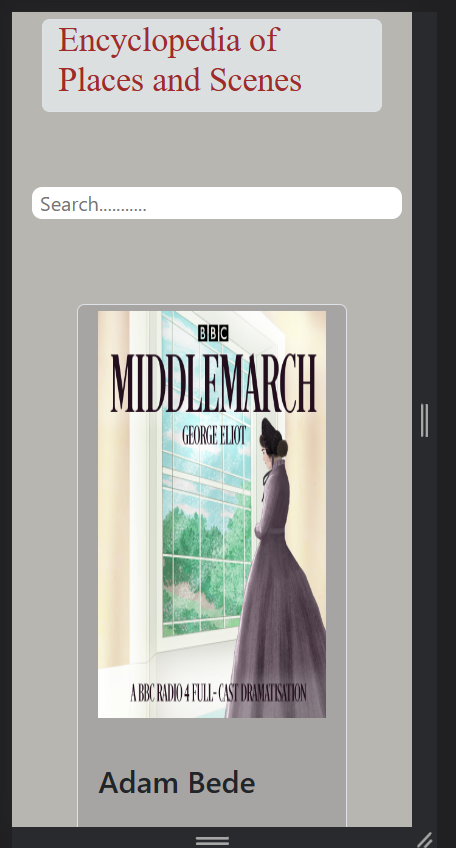 Encyclopedia of
Places and Scenes
Search...........
BBC
MIDDLEMARCH
GEORGE ELIOT
A BBC RADIO 4 FULL-CAST DRAMATISATION
Adam Bede